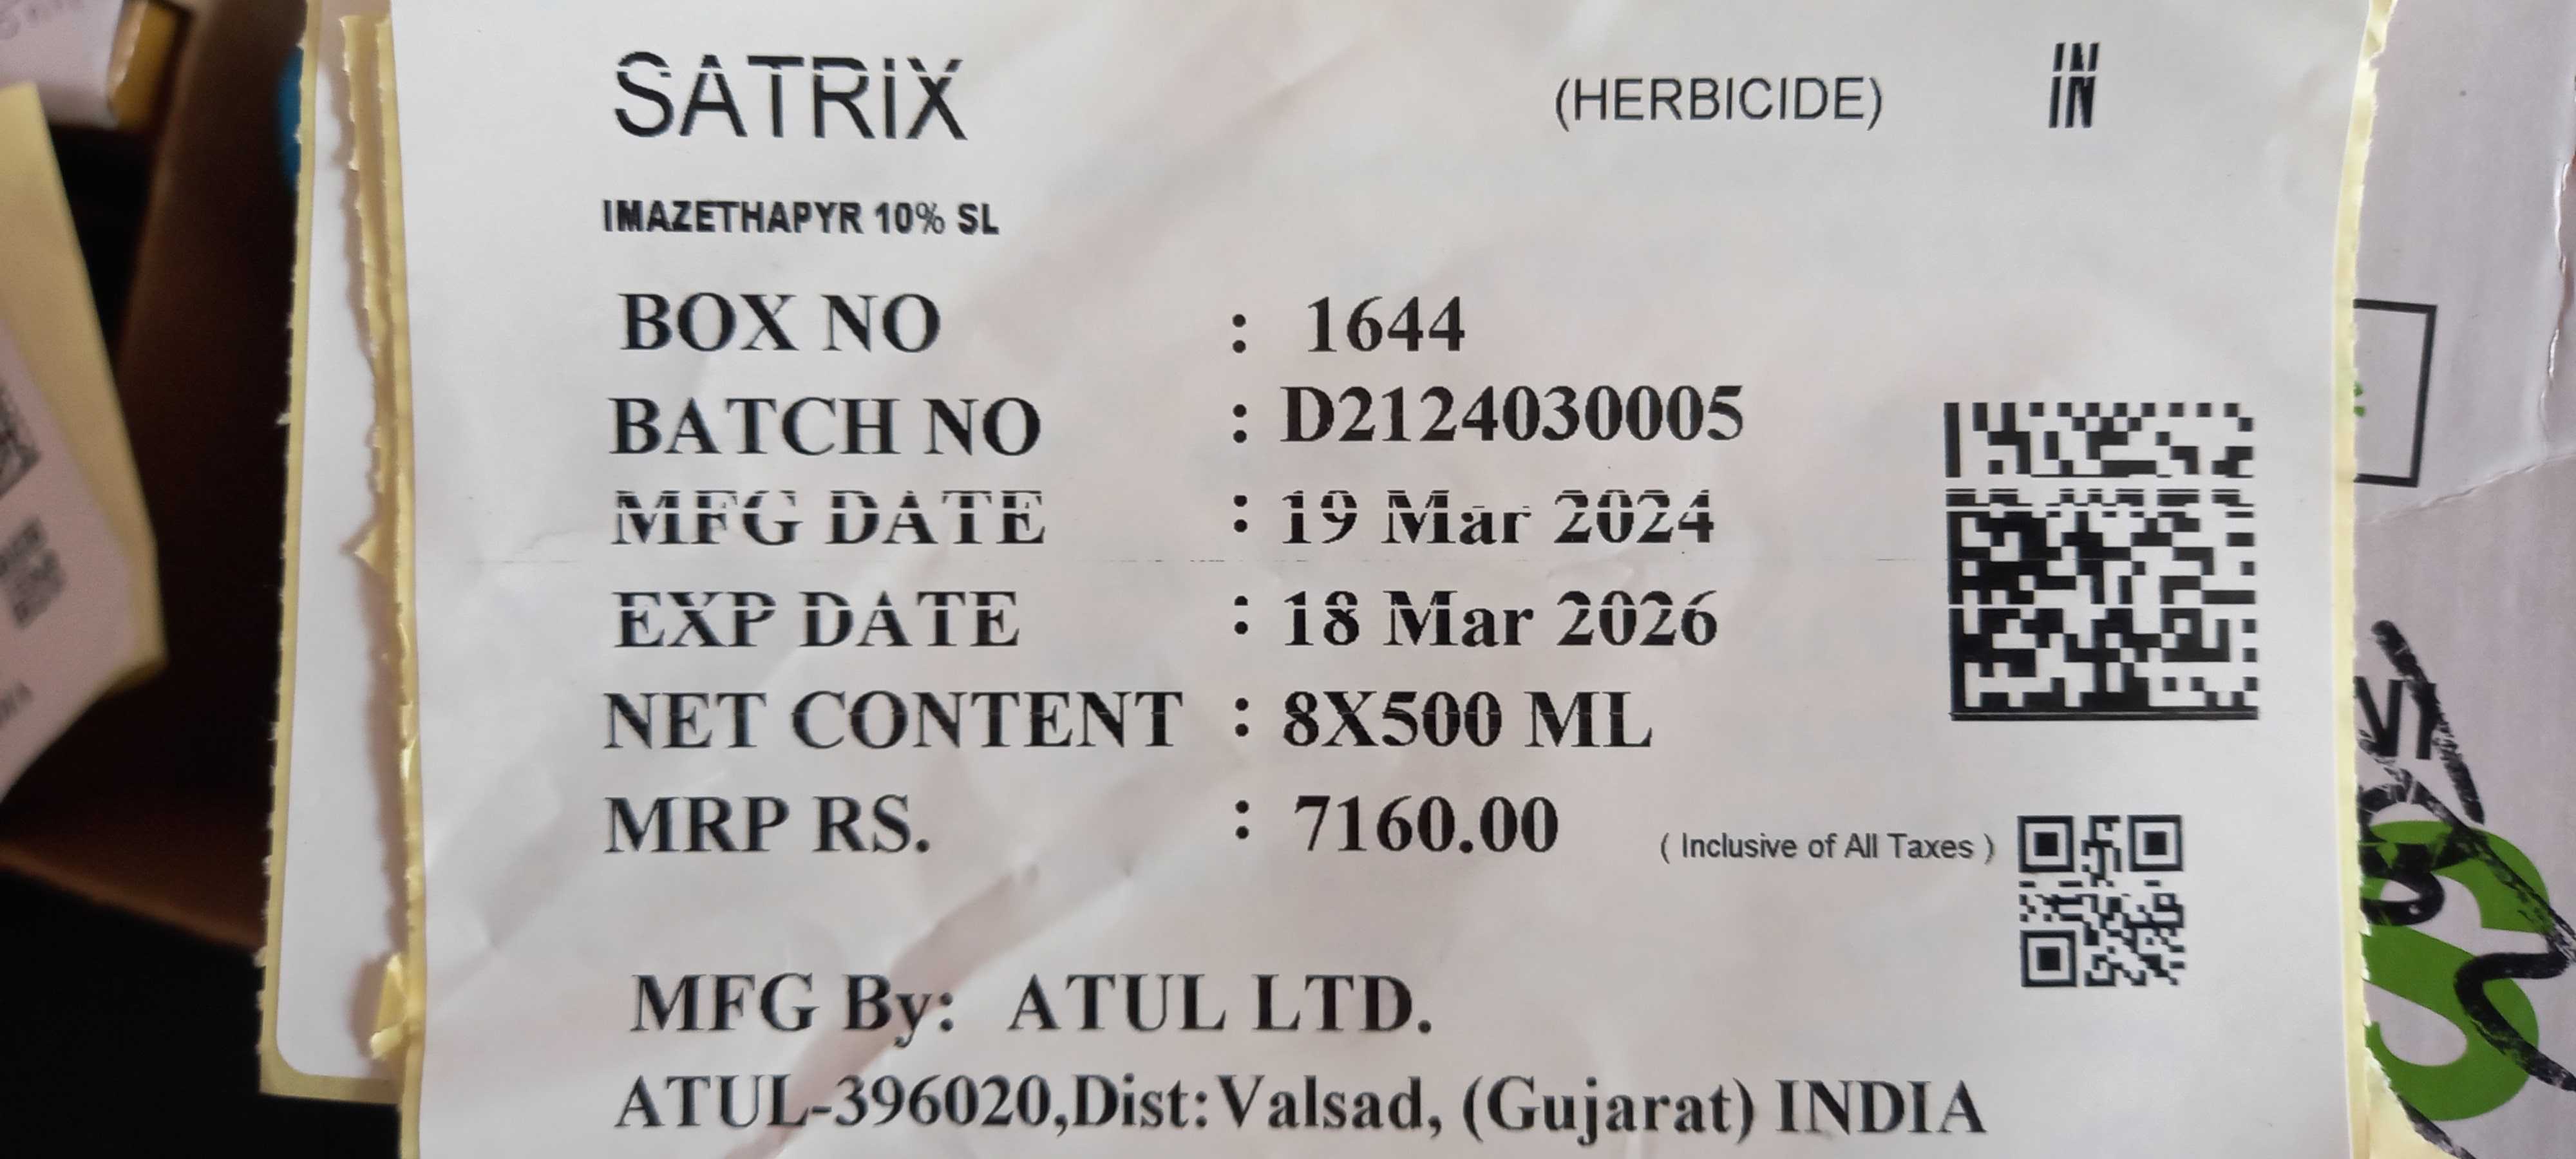 SATRiX (HERBICIDE) IN
IMAZETHAPYR 10% SL
BOX NO : 1644
BATCH NO : D2124030005
MFG DATE : 19 Mar 2024
EXP DATE : 18 Mar 2026
NET CONTENT : 8X500 ML
MRP RS. : 7160.00 ( Inclusive of All Taxes )
MFG By: ATUL LTD.
ATUL-396020,Dist:Valsad, (Gujarat) INDIA